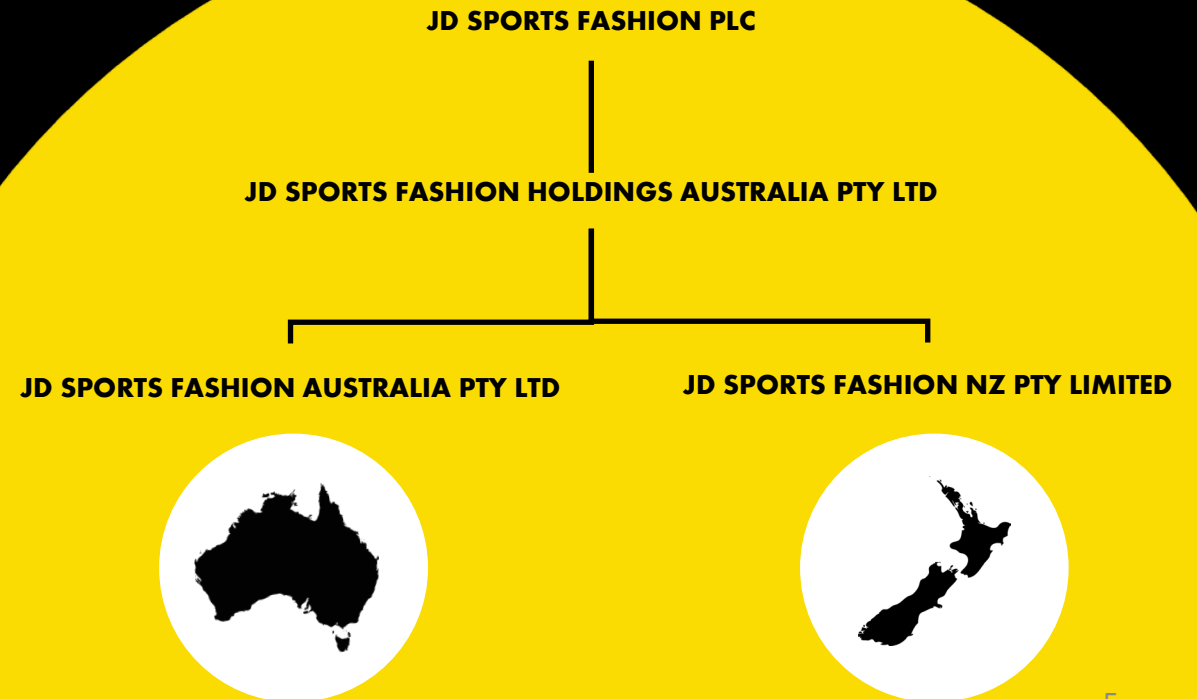 JD SPORTS FASHION PLC
JD SPORTS FASHION HOLDINGS AUSTRALIA PTY LTD
JD SPORTS FASHION AUSTRALIA PTY LTD
JD SPORTS FASHION NZ PTY LIMITED